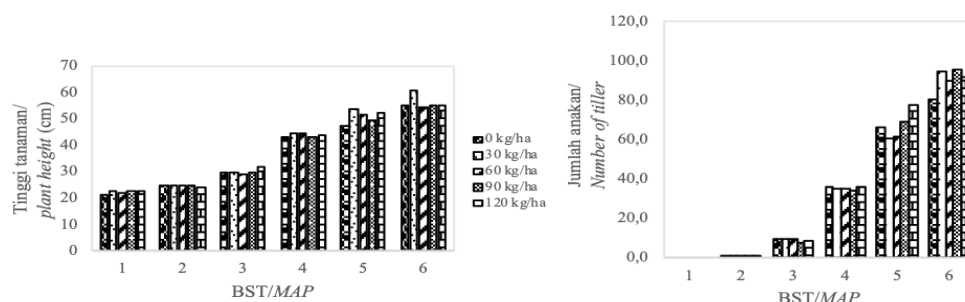 Tinggi tanaman/
plant height (cm)
70
60
50
40
30
20
10
0
1 2 3 4 5 6
BST/MAP
0 kg/ha
30 kg/ha
60 kg/ha
90 kg/ha
120 kg/ha
Jumlah anakan/
Number of tiller
120,0
100,0
80,0
60,0
40,0
20,0
0,0
1 2 3 4 5 6
BST/MAP